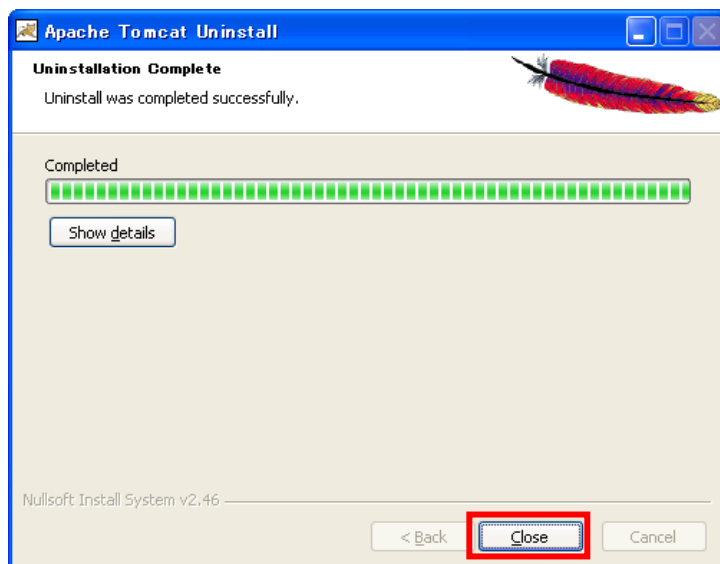 Apache Tomcat Uninstall
Uninstallation Complete
Uninstall was completed successfully.
Completed
Show details
Nullsoft Install System v2.46
< Back Close Cancel